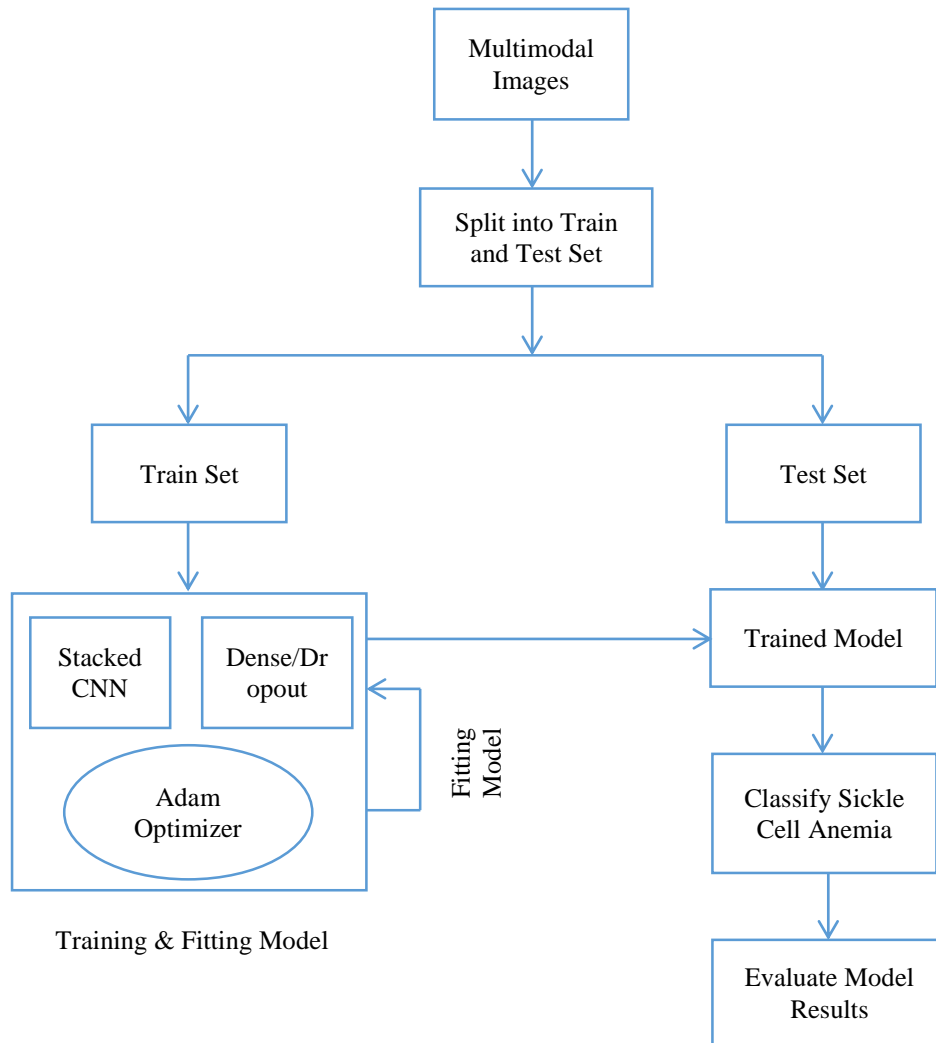 Multimodal
Images
Split into Train
and Test Set
Train Set
Test Set
Stacked
CNN
Dense/Dr
opout
Trained Model
Fitting
Model
Adam
Optimizer
Classify Sickle
Cell Anemia
Training & Fitting Model
Evaluate Model
Results